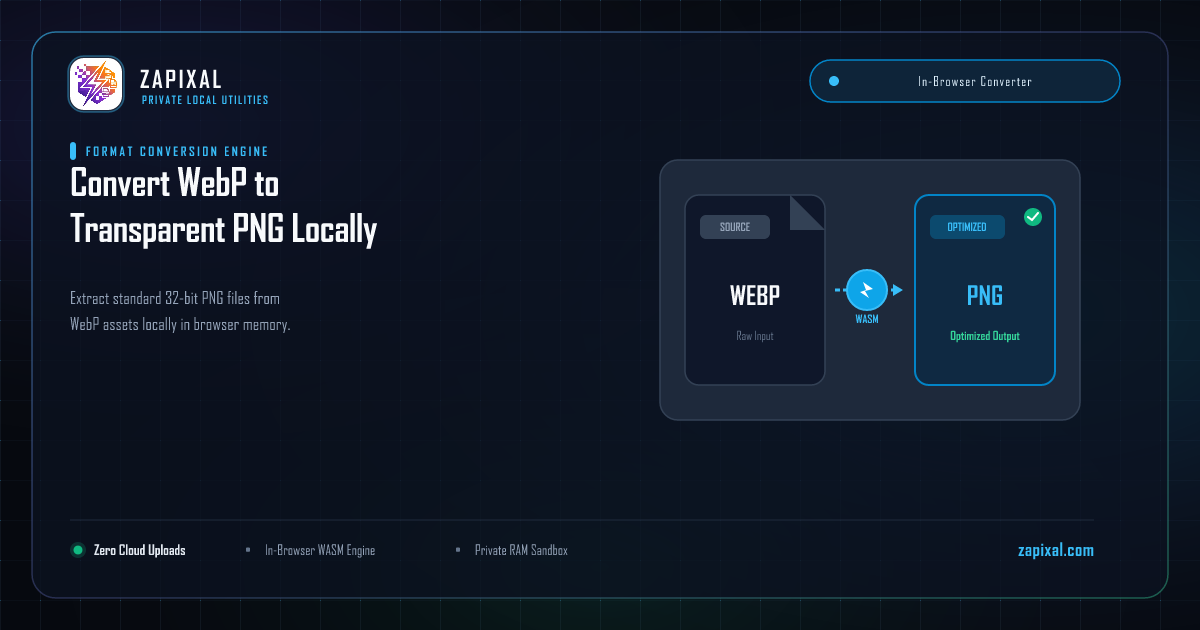 ZAPIXAL
PRIVATE LOCAL UTILITIES
In-Browser Converter
FORMAT CONVERSION ENGINE
Convert WebP to
Transparent PNG Locally
Extract standard 32-bit PNG files from
WebP assets locally in browser memory.
SOURCE
WEBP
Raw Input
WASM
OPTIMIZED
PNG
Optimized Output
Zero Cloud Uploads
In-Browser WASM Engine
Private RAM Sandbox
zapixal.com